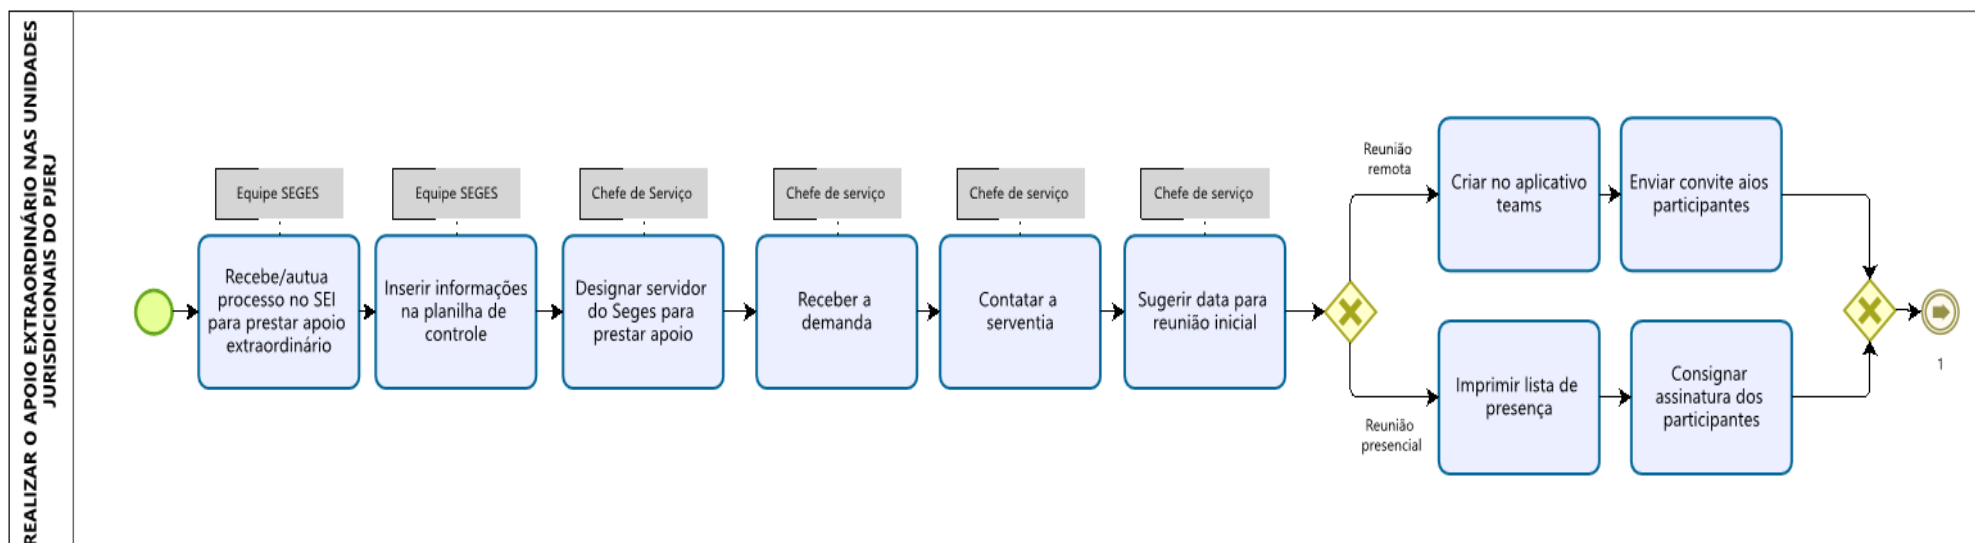 REALIZAR O APOIO EXTRAORDINÁRIO NAS UNIDADES
JURISDICIONAIS DO PJERJ
Equipe SEGES
Recebe/autua
processo no SEI
para prestar apoio
extraordinário
Equipe SEGES
Inserir informações
na planilha de
controle
Chefe de Serviço
Designar servidor
do Seges para
prestar apoio
Chefe de serviço
Receber a
demanda
Chefe de serviço
Contatar a
serventia
Chefe de serviço
Sugerir data para
reunião inicial
Reunião
remota
Criar no aplicativo
teams
Enviar convite aios
participantes
Reunião
presencial
Imprimir lista de
presença
Consignar
assinatura dos
participantes
1